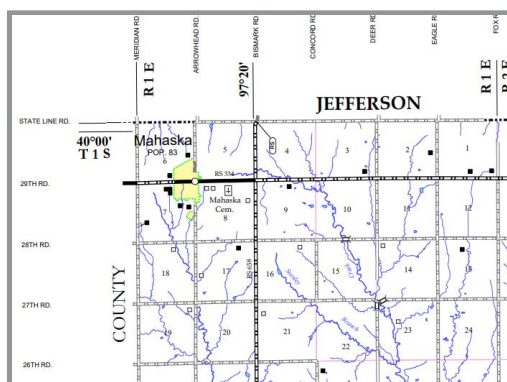 MERIDIAN RD.
ARROWHEAD RD.
BISMARK RD.
CONCORD RD
DEER RD.
EAGLE RD
FOX R
R 1 E
97°20'
R 1 E
R 2 E
JEFFERSON
STATE LINE RD.
40°00'
T 1 S
Mahaska
POP. 83
6
5
4
3
2
1
RS 334
29TH RD.
Mahaska
Cem.
8
7
9
10
11
12
28TH RD.
18
17
RS 658
16
15
14
13
27TH RD.
COUNTY
19
20
21
22
23
24
Branch
26TH RD.